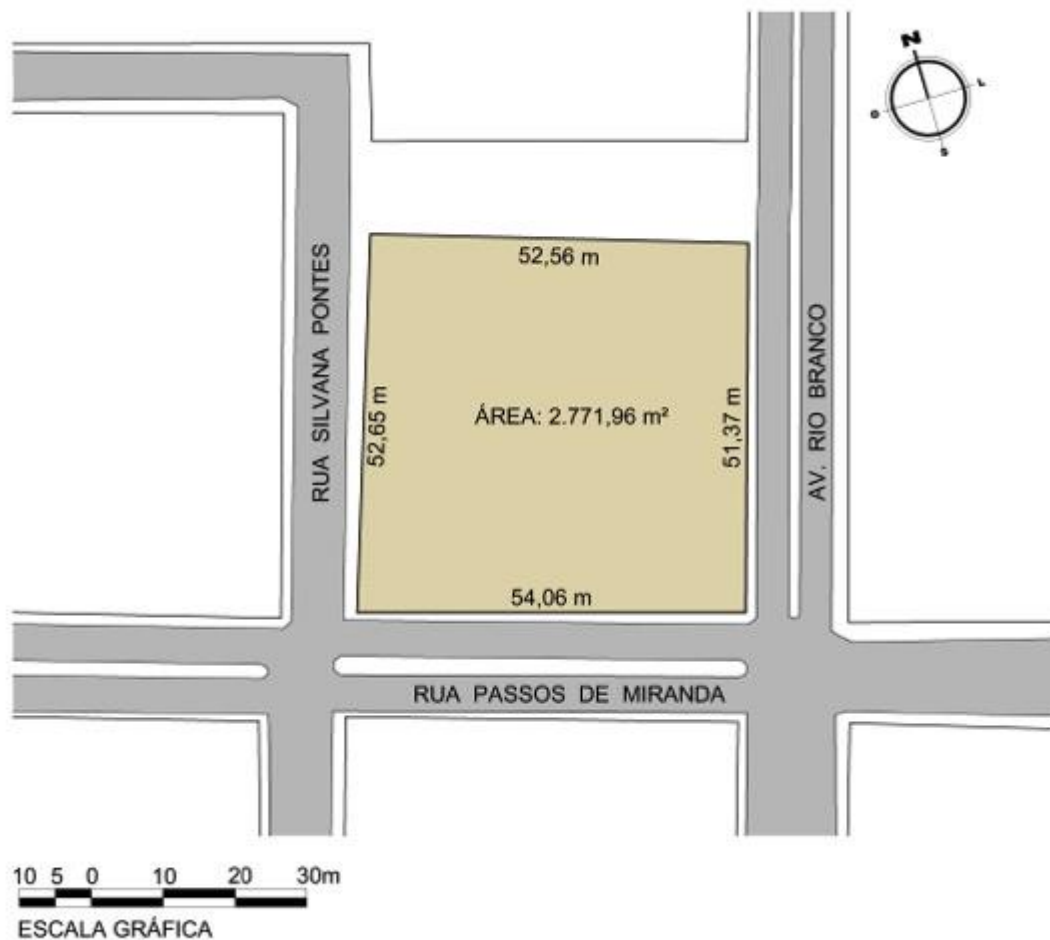 N
L
O
S
52,56 m
RUA SILVANA PONTES
52,65 m
ÁREA: 2.771,96 m²
51,37 m
AV. RIO BRANCO
54,06 m
RUA PASSOS DE MIRANDA
10 5 0 10 20 30m
ESCALA GRÁFICA